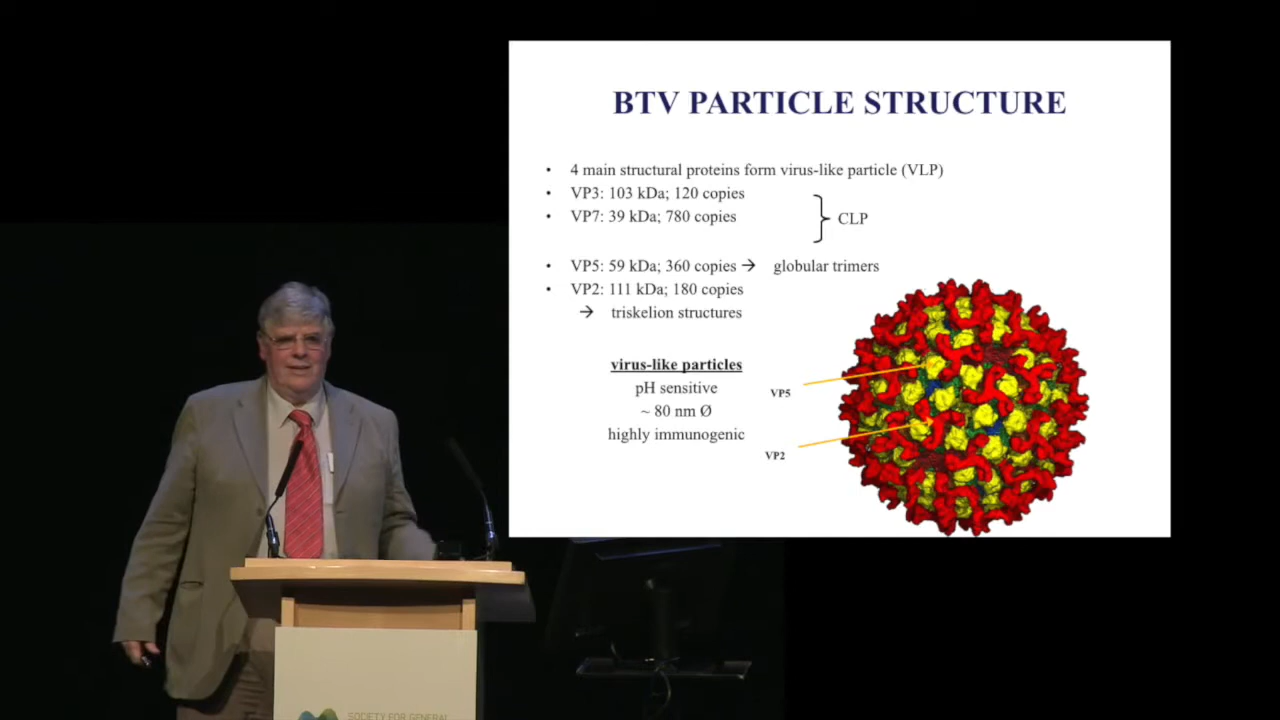 BTV PARTICLE STRUCTURE
• 4 main structural proteins form virus-like particle (VLP)
• VP3: 103 kDa; 120 copies
• VP7: 39 kDa; 780 copies
CLP
• VP5: 59 kDa; 360 copies → globular trimers
• VP2: 111 kDa; 180 copies
→ triskelion structures
virus-like particles
pH sensitive
~ 80 nm Ø
highly immunogenic
VP5
VP2
SOCIETY FOR GENERAL